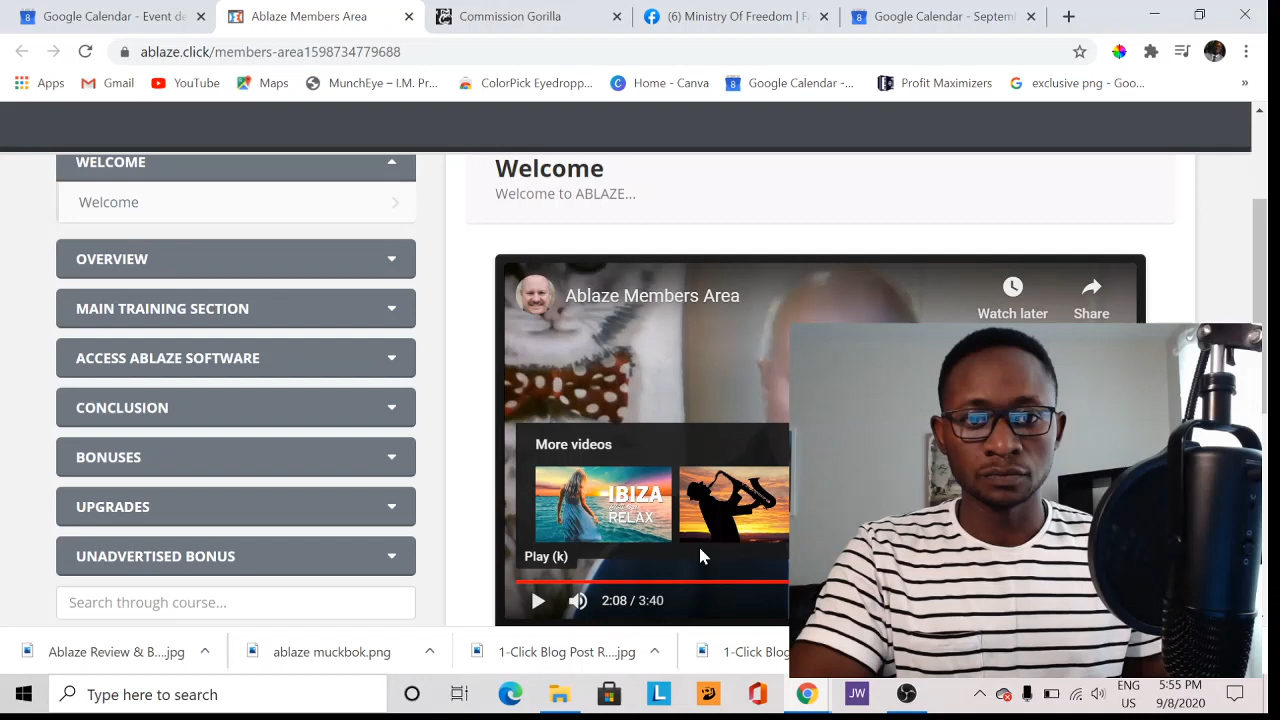 Google Calendar - Event de
Ablaze Members Area
Commission Gorilla
(6) Ministry Of Freedom | Fa
Google Calendar - Septemb
ablaze.click/members-area1598734779688
Apps
Gmail
YouTube
Maps
MunchEye – I.M. Pr...
ColorPick Eyedropp...
Home - Canva
Google Calendar -...
Profit Maximizers
exclusive png - Goo...
WELCOME
Welcome
OVERVIEW
MAIN TRAINING SECTION
ACCESS ABLAZE SOFTWARE
CONCLUSION
BONUSES
UPGRADES
UNADVERTISED BONUS
Search through course...
Welcome
Welcome to ABLAZE...
Ablaze Members Area
Watch later
Share
More videos
IBIZA
RELAX
Play (k)
2:08 / 3:40
Ablaze Review & B....jpg
ablaze muckbok.png
1-Click Blog Post R....jpg
1-Click Blog
Type here to search
JW
ENG
US
5:55 PM
9/8/2020